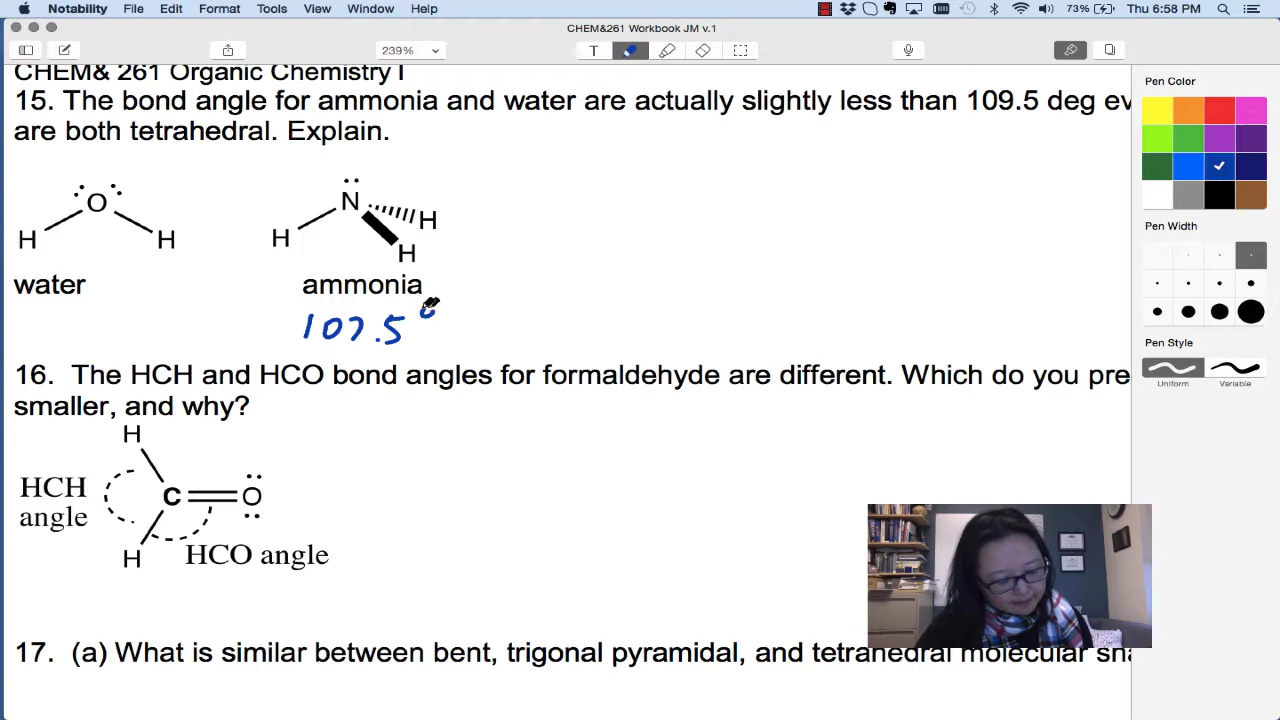 Notability File Edit Format Tools View Window Help 73% Thu 6:58 PM
CHEM&261 Workbook JM v.1
239% T
CHEM& 261 Organic Chemistry I
15. The bond angle for ammonia and water are actually slightly less than 109.5 deg ev
are both tetrahedral. Explain.
O
H H
water
N
H H
H
ammonia
107.5°
16. The HCH and HCO bond angles for formaldehyde are different. Which do you pre
smaller, and why?
H
HCH
angle
C O
H
HCO angle
17. (a) What is similar between bent, trigonal pyramidal, and tetrahedral molecular sha
Pen Color
Pen Width
Pen Style
Uniform Variable